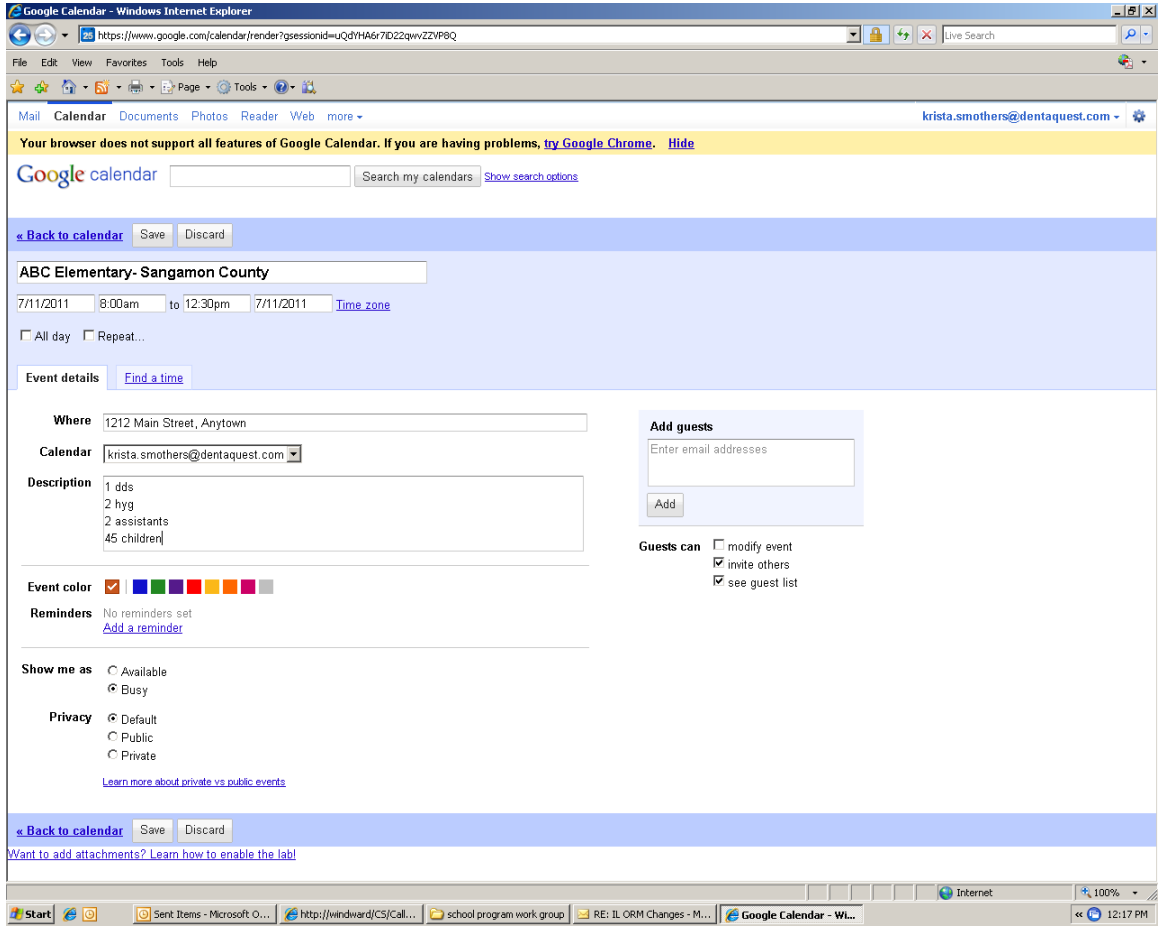 Google Calendar - Windows Internet Explorer
25 https://www.google.com/calendar/render?gsessionid=uQdYHA6r7iD22qwvZZVP8Q Live Search
File Edit View Favorites Tools Help
Page Tools
Mail Calendar Documents Photos Reader Web more krista.smothers@dentaquest.com
Your browser does not support all features of Google Calendar. If you are having problems, try Google Chrome. Hide
Google calendar Search my calendars Show search options
« Back to calendar Save Discard
ABC Elementary- Sangamon County
7/11/2011 8:00am to 12:30pm 7/11/2011 Time zone
All day Repeat...
Event details Find a time
Where 1212 Main Street, Anytown
Calendar krista.smothers@dentaquest.com
Description 1 dds
2 hyg
2 assistants
45 children
Event color
Reminders No reminders set
Add a reminder
Show me as Available
Busy
Privacy Default
Public
Private
Learn more about private vs public events
Add guests
Enter email addresses
Add
Guests can modify event
invite others
see guest list
« Back to calendar Save Discard
Want to add attachments? Learn how to enable the lab!
Internet 100%
Start Sent Items - Microsoft O... http://windward/CS/Call... school program work group RE: IL ORM Changes - M... Google Calendar - Wi... « 12:17 PM